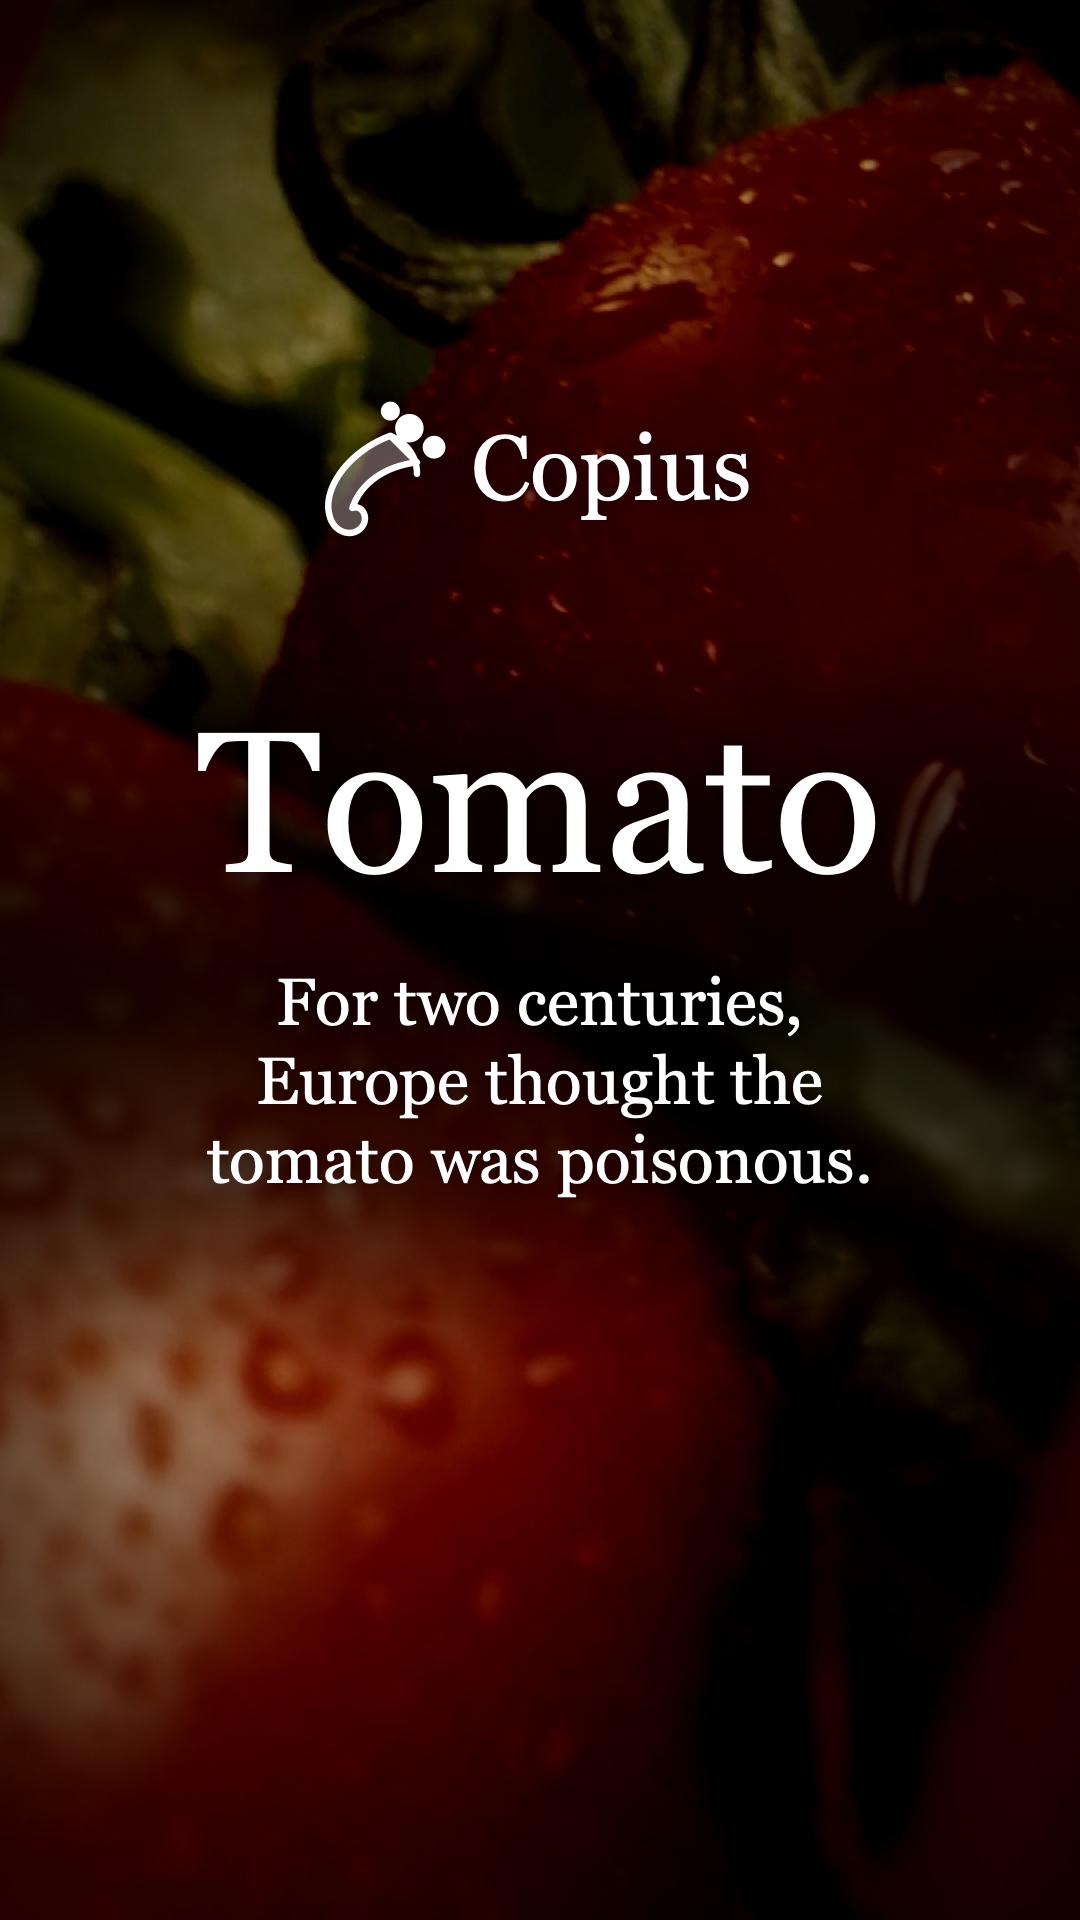 Copius
Tomato
For two centuries,
Europe thought the
tomato was poisonous.